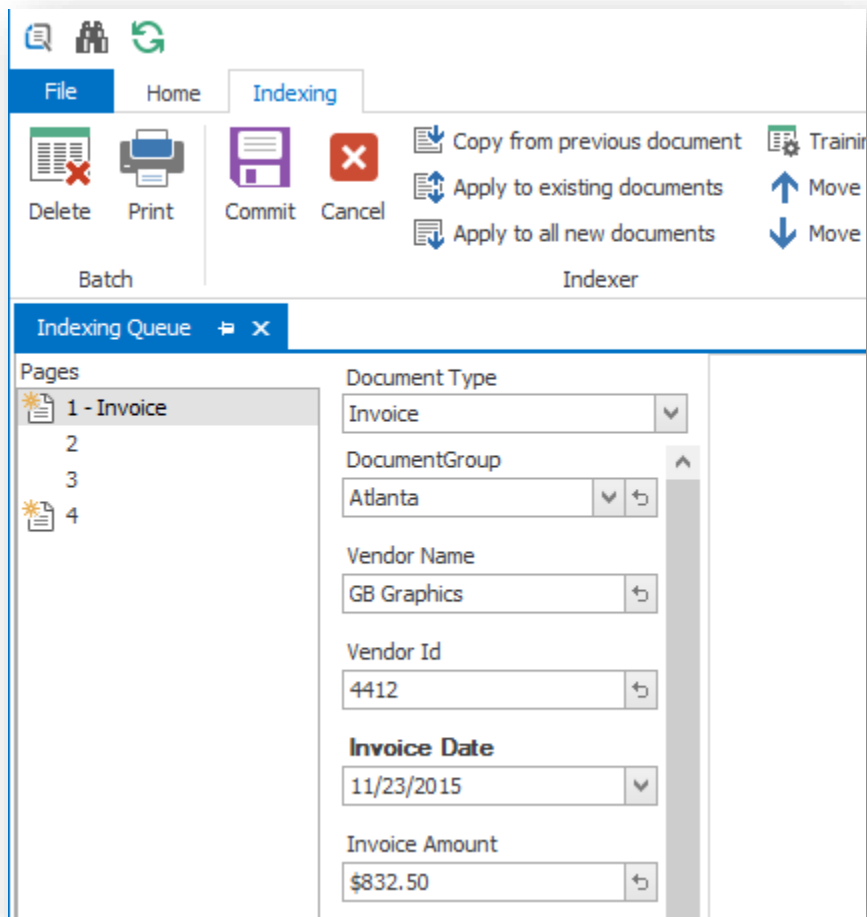 File Home Indexing
Copy from previous document
Apply to existing documents Move
Apply to all new documents Move
Delete Print Commit Cancel
Batch Indexer
Indexing Queue
Pages
1 - Invoice
2
3
4
Document Type
Invoice
DocumentGroup
Atlanta
Vendor Name
GB Graphics
Vendor Id
4412
Invoice Date
11/23/2015
Invoice Amount
$832.50